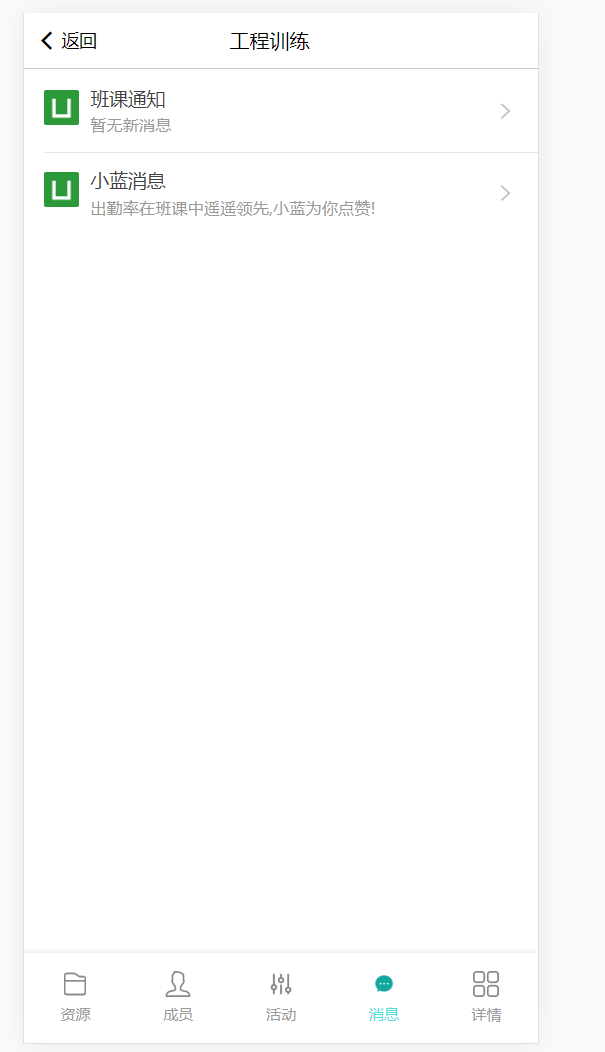 返回
工程训练
班课通知
暂无新消息
小蓝消息
出勤率在班课中遥遥领先,小蓝为你点赞!
资源
成员
活动
消息
详情